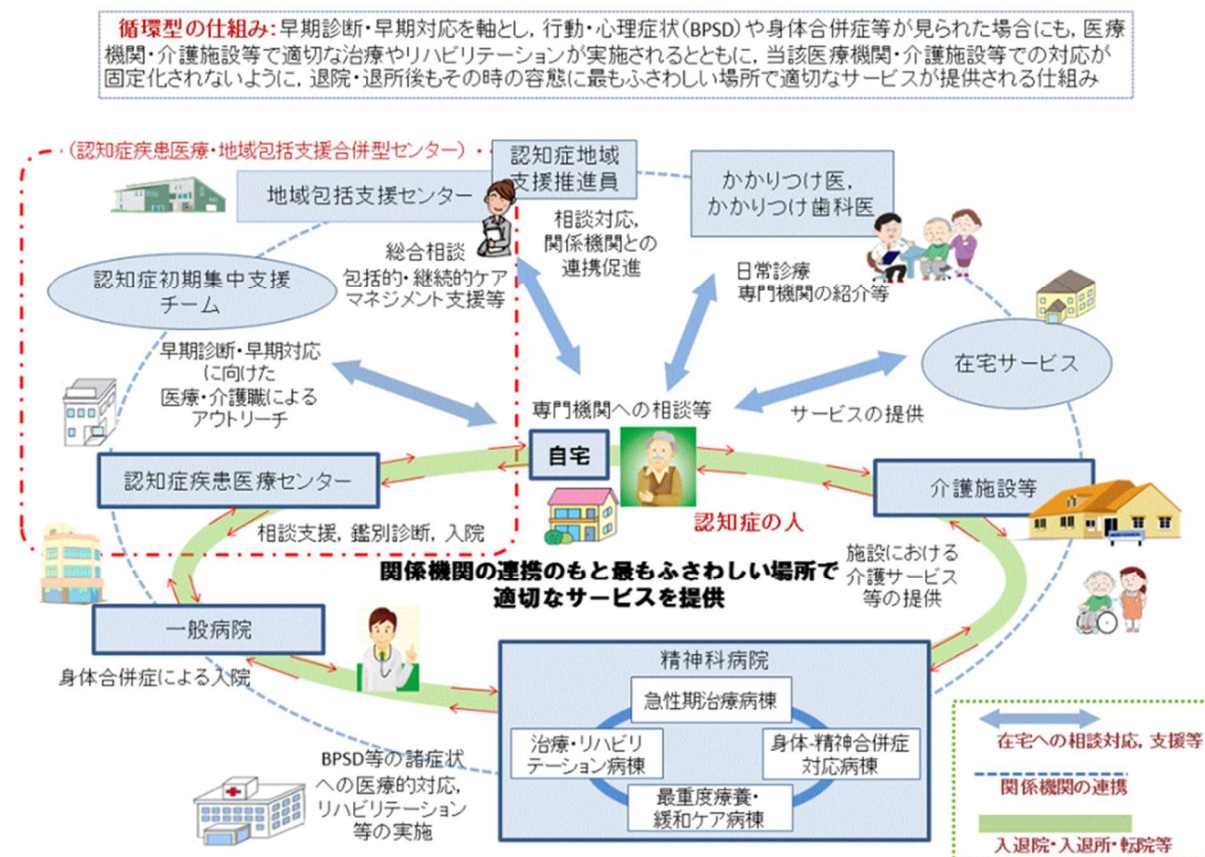 循環型の仕組み:早期診断・早期対応を軸とし，行動・心理症状(BPSD)や身体合併症等が見られた場合にも，医療
機関・介護施設等で適切な治療やリハビリテーションが実施されるとともに，当該医療機関・介護施設等での対応が
固定化されないように，退院・退所後もその時の容態に最もふさわしい場所で適切なサービスが提供される仕組み
(認知症疾患医療・地域包括支援合併型センター)
認知症地域
支援推進員
地域包括支援センター
かかりつけ医，
かかりつけ歯科医
相談対応，
関係機関との
連携促進
総合相談
包括的・継続的ケア
マネジメント支援等
認知症初期集中支援
チーム
日常診療
専門機関の紹介等
早期診断・早期対応
に向けた
医療・介護職による
アウトリーチ
在宅サービス
専門機関への相談等
サービスの提供
自宅
認知症疾患医療センター
介護施設等
認知症の人
相談支援，鑑別診断，入院
関係機関の連携のもと最もふさわしい場所で
適切なサービスを提供
施設における
介護サービス
等の提供
一般病院
身体合併症による入院
精神科病院
急性期治療病棟
治療・リハビリ
テーション病棟
身体-精神合併症
対応病棟
最重度療養・
緩和ケア病棟
BPSD等の諸症状
への医療的対応，
リハビリテーション
等の実施
在宅への相談対応，支援等
関係機関の連携
入退院・入退所・転院等